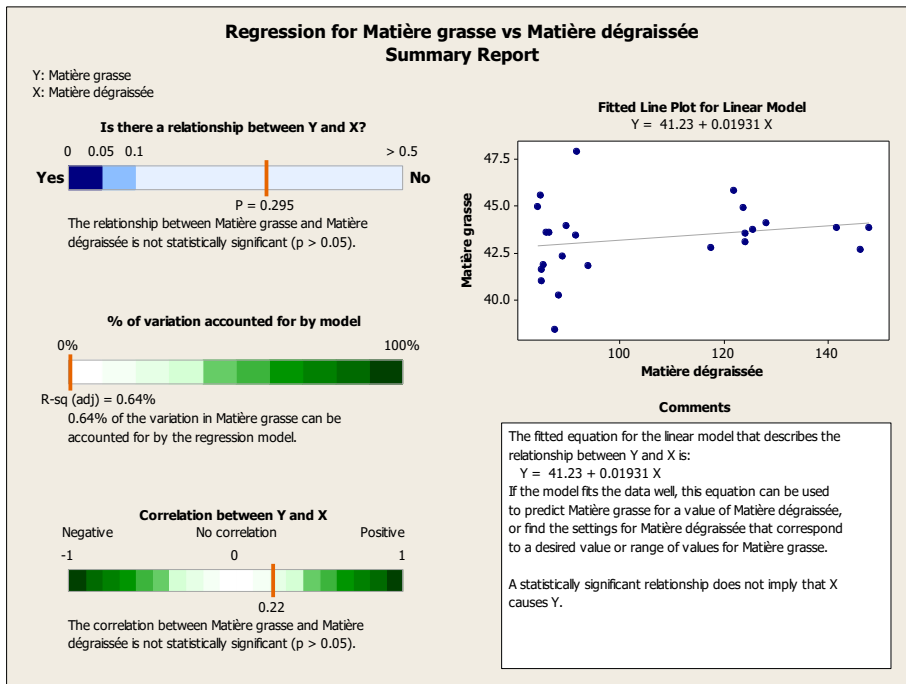 Regression for Matière grasse vs Matière dégraissée
Summary Report
Y: Matière grasse
X: Matière dégraissée
Is there a relationship between Y and X?
0 0.05 0.1 > 0.5
Yes No
P = 0.295
The relationship between Matière grasse and Matière
dégraissée is not statistically significant (p > 0.05).
% of variation accounted for by model
0% 100%
R-sq (adj) = 0.64%
0.64% of the variation in Matière grasse can be
accounted for by the regression model.
Correlation between Y and X
Negative No correlation Positive
-1 0 1
0.22
The correlation between Matière grasse and Matière
dégraissée is not statistically significant (p > 0.05).
Fitted Line Plot for Linear Model
Y = 41.23 + 0.01931 X
47.5
45.0
42.5
40.0
Matière grasse
100 120 140
Matière dégraissée
Comments
The fitted equation for the linear model that describes the
relationship between Y and X is:
Y = 41.23 + 0.01931 X
If the model fits the data well, this equation can be used
to predict Matière grasse for a value of Matière dégraissée,
or find the settings for Matière dégraissée that correspond
to a desired value or range of values for Matière grasse.
A statistically significant relationship does not imply that X
causes Y.